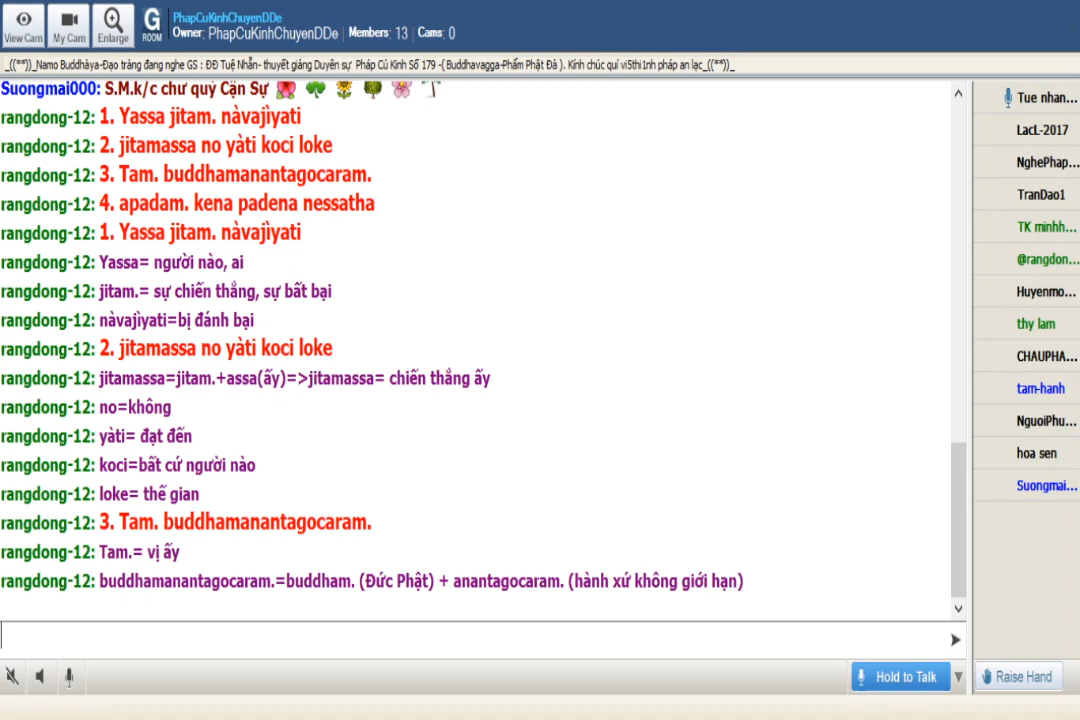 View Cam
My Cam
Enlarge
G
ROOM
PhapCuKinhChuyenDDe
Owner: PhapCuKinhChuyenDDe | Members: 13 | Cams: 0
_((**))_Namo Buddhàya-Đạo tràng đang nghe GS : ĐĐ Tuệ Nhẫn- thuyết giảng Duyên sự Pháp Cú Kinh Số 179 -( Buddhavagga-Phẩm Phật Đà ). Kính chúc quí vi5thi1nh pháp an lạc_((**))_
Suongmai000: S.M.k/c chư quý Cận Sự
rangdong-12: 1. Yassa jitam. nàvajìyati
rangdong-12: 2. jitamassa no yàti koci loke
rangdong-12: 3. Tam. buddhamanantagocaram.
rangdong-12: 4. apadam. kena padena nessatha
rangdong-12: 1. Yassa jitam. nàvajìyati
rangdong-12: Yassa= người nào, ai
rangdong-12: jitam.= sự chiến thắng, sự bất bại
rangdong-12: nàvajìyati=bị đánh bại
rangdong-12: 2. jitamassa no yàti koci loke
rangdong-12: jitamassa=jitam.+assa(ấy)=>jitamassa= chiến thắng ấy
rangdong-12: no=không
rangdong-12: yàti= đạt đến
rangdong-12: koci=bất cứ người nào
rangdong-12: loke= thế gian
rangdong-12: 3. Tam. buddhamanantagocaram.
rangdong-12: Tam.= vị ấy
rangdong-12: buddhamanantagocaram.=buddham. (Đức Phật) + anantagocaram. (hành xứ không giới hạn)
Tue nhan...
LacL-2017
NghePhap...
TranDao1
TK minhh...
@rangdon...
Huyenmo...
thy lam
CHAUPHA...
tam-hanh
NguoiPhu...
hoa sen
Suongmai...
Hold to Talk
Raise Hand